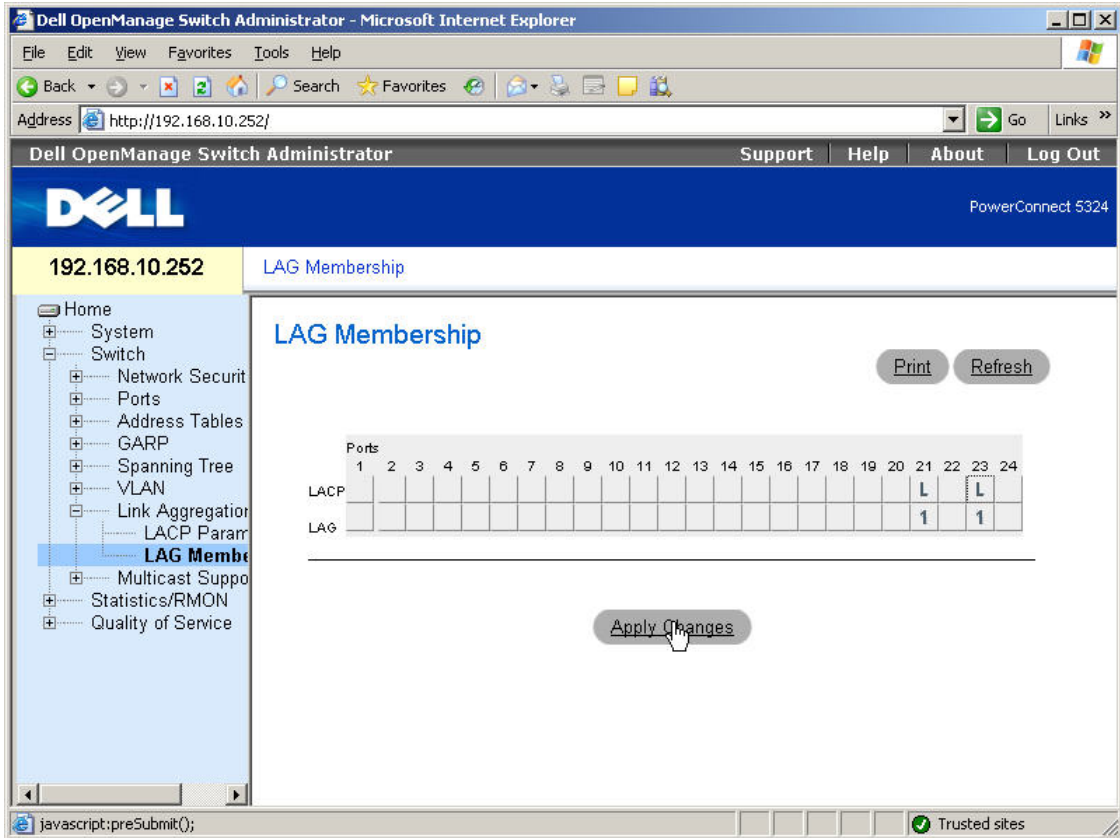 Dell OpenManage Switch Administrator - Microsoft Internet Explorer
File Edit View Favorites Tools Help
Back Search Favorites
Address http://192.168.10.252/ Go Links »
Dell OpenManage Switch Administrator Support Help About Log Out
DELL
PowerConnect 5324
192.168.10.252 LAG Membership
Home
System
Switch
Network Securit
Ports
Address Tables
GARP
Spanning Tree
VLAN
Link Aggregation
LACP Param
LAG Membe
Multicast Suppo
Statistics/RMON
Quality of Service
LAG Membership
Print Refresh
Ports
1 2 3 4 5 6 7 8 9 10 11 12 13 14 15 16 17 18 19 20 21 22 23 24
LACP L L
LAG 1 1
Apply Changes
javascript:preSubmit(); Trusted sites